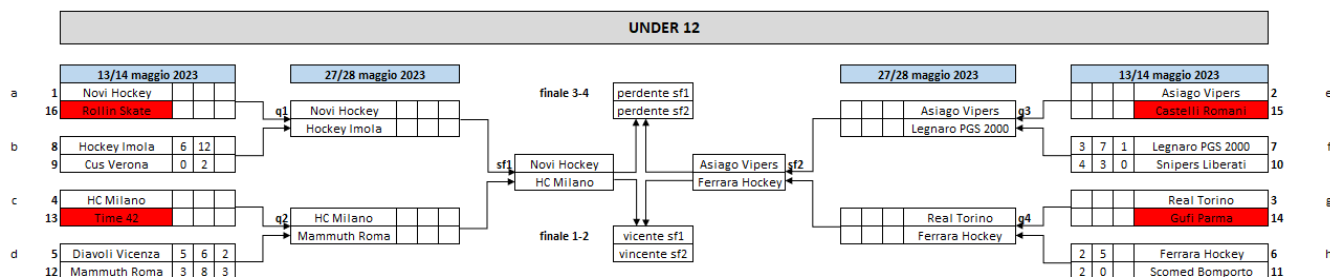 UNDER 12
13/14 maggio 2023 27/28 maggio 2023 27/28 maggio 2023 13/14 maggio 2023
a 1 Novi Hockey finale 3-4 perdente sf1 Asiago Vipers 2 e
16 Rollin Skate q1 Novi Hockey perdente sf2 Asiago Vipers q3 Castelli Romani 15
Hockey Imola Legnaro PGS 2000
b 8 Hockey Imola 6 12 3 7 1 Legnaro PGS 2000 7 f
9 Cus Verona 0 2 sf1 Novi Hockey Asiago Vipers sf2 4 3 0 Snipers Liberati 10
HC Milano Ferrara Hockey
c 4 HC Milano Real Torino 3 g
13 Time 42 q2 HC Milano Real Torino q4 Gufi Parma 14
Mammuth Roma finale 1-2 vicente sf1 Ferrara Hockey
d 5 Diavoli Vicenza 5 6 2 vincente sf2 2 5 Ferrara Hockey 6 h
12 Mammuth Roma 3 8 3 2 0 Scomed Bomporto 11